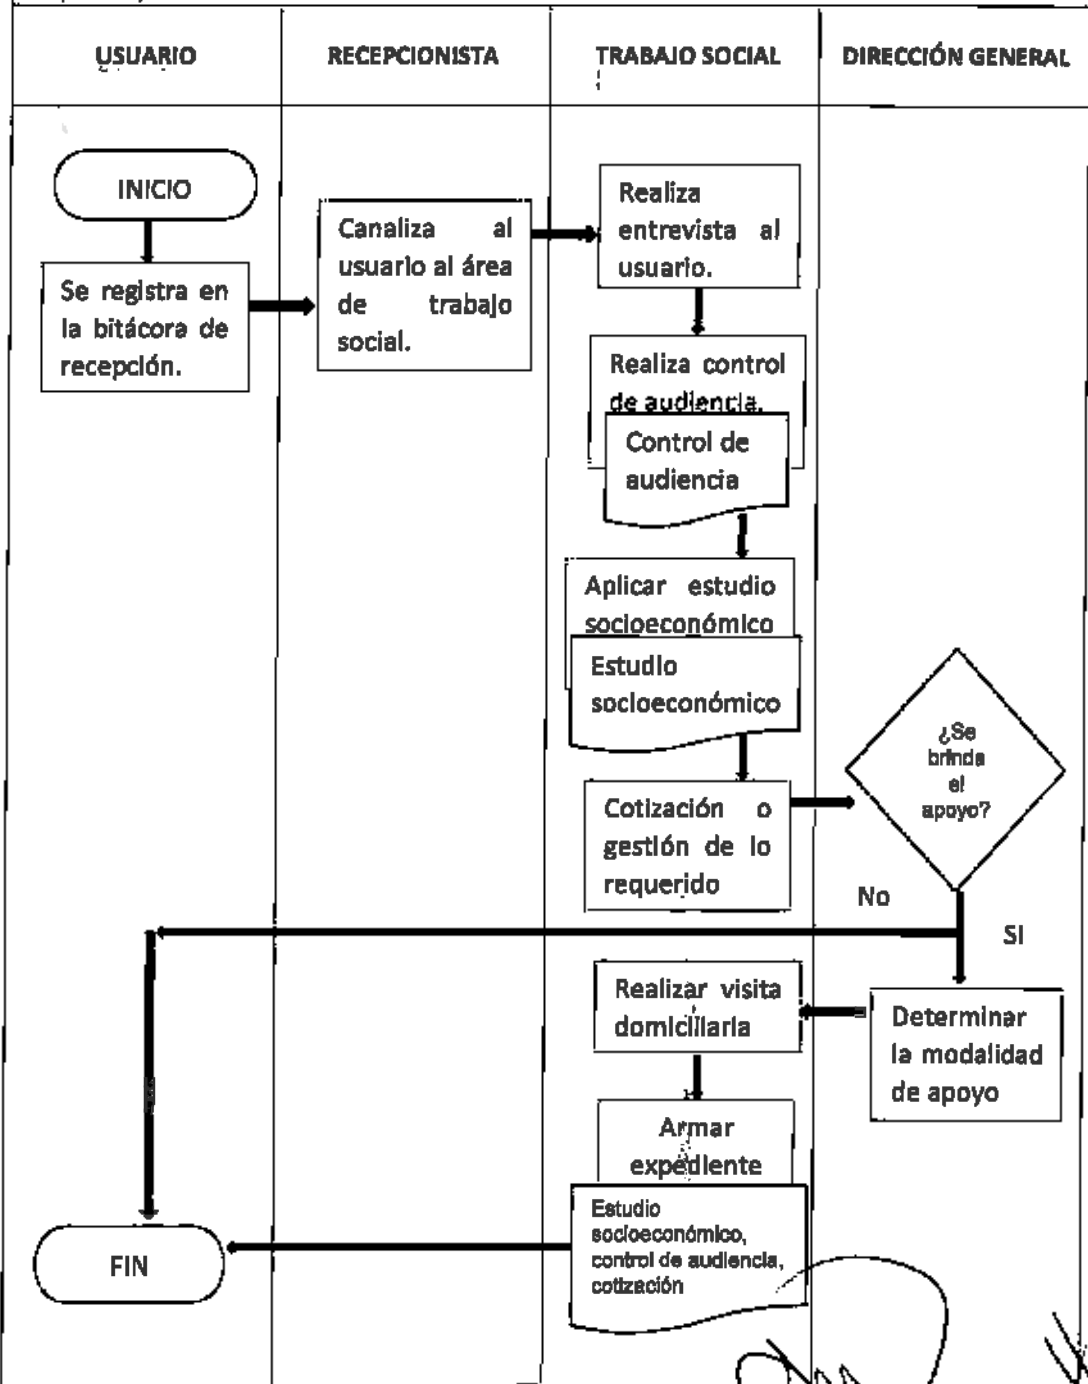 USUARIO
RECEPCIONISTA
TRABAJO SOCIAL
DIRECCIÓN GENERAL
INICIO
Se registra en
la bitácora de
recepción.
Canaliza al
usuario al área
de trabajo
social.
Realiza
entrevista al
usuario.
Realiza control
de audiencia.
Control de
audiencia
Aplicar estudio
socioeconómico
Estudio
socioeconómico
Cotización o
gestión de lo
requerido
¿Se
brinda
el
apoyo?
No
SI
Determinar
la modalidad
de apoyo
Realizar visita
domiciliaria
Armar
expediente
Estudio
socioeconómico,
control de audiencia,
cotización
FIN